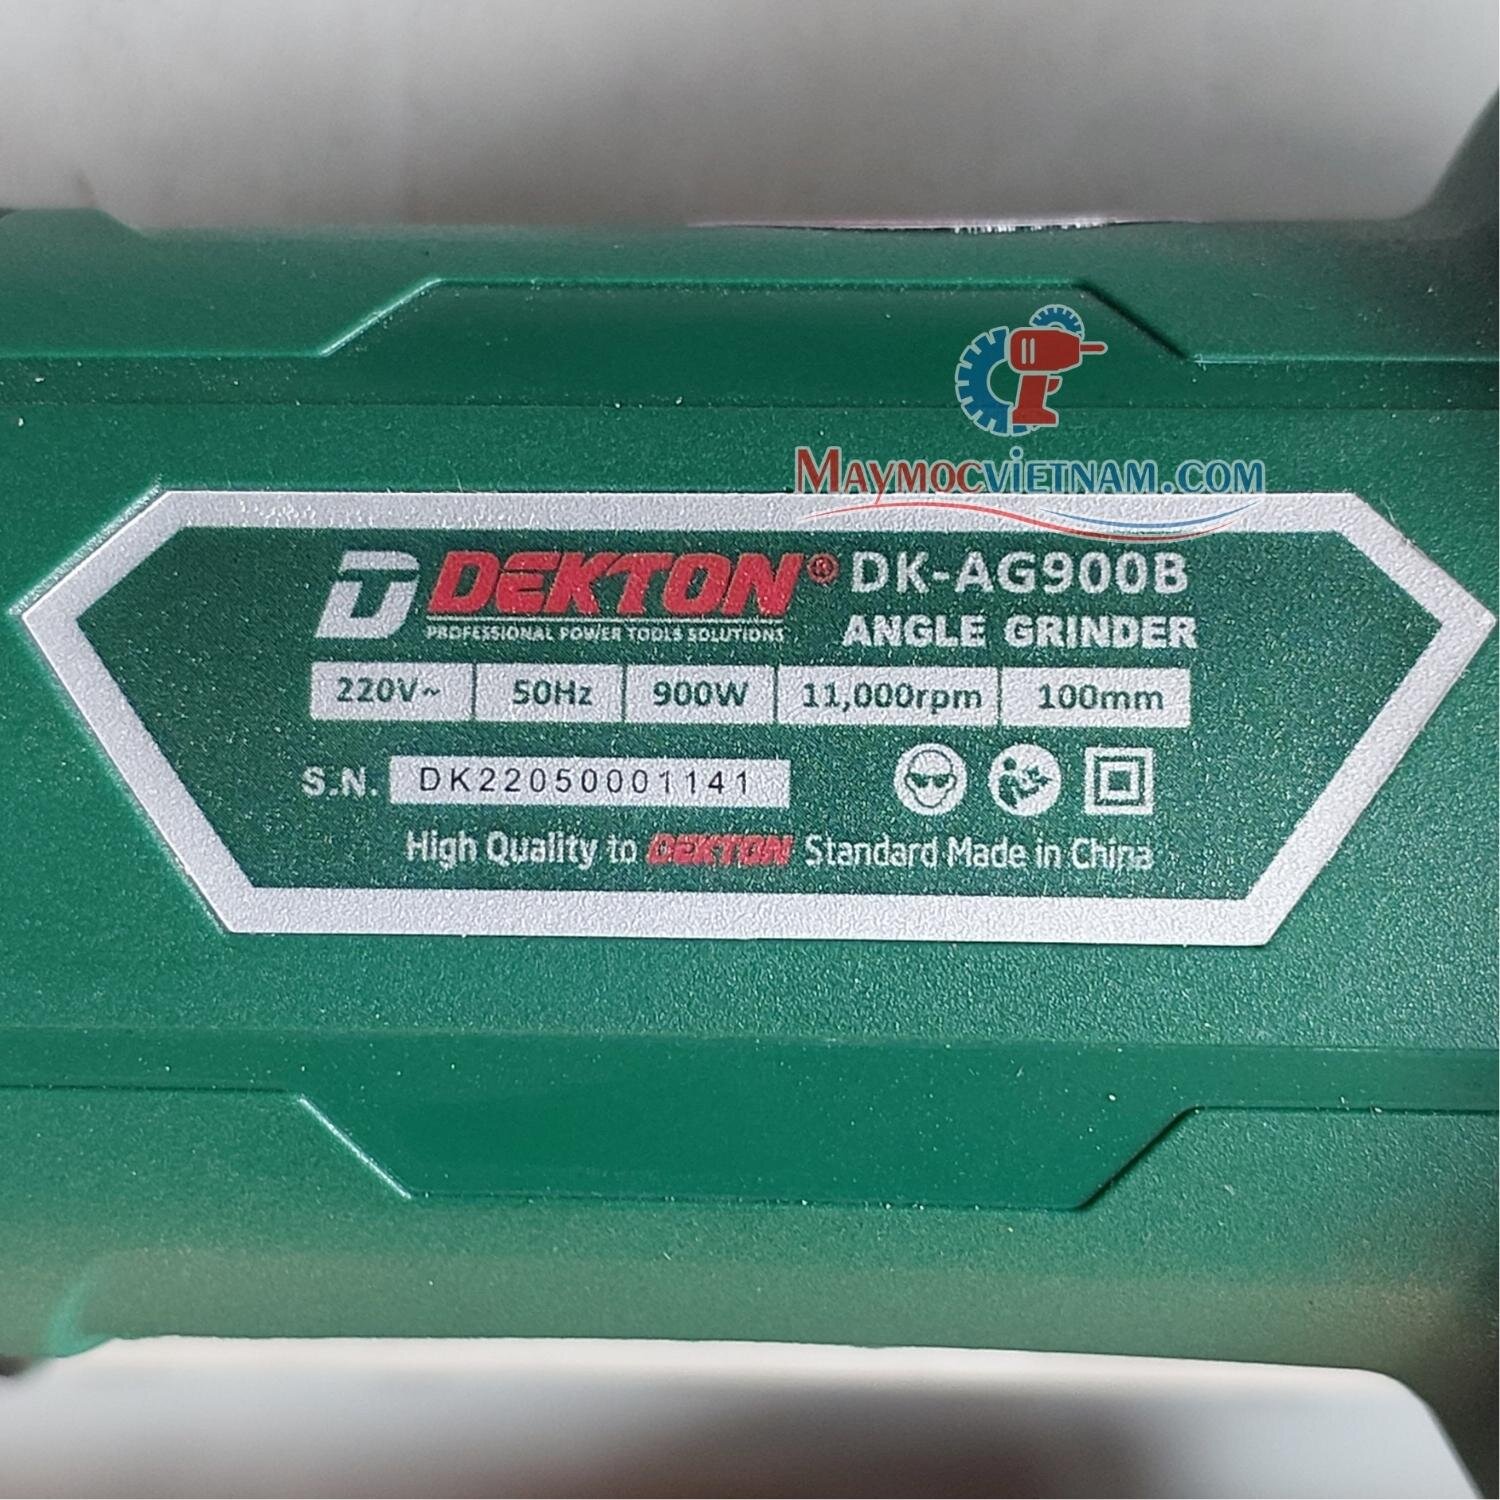 MAYMOCVIETNAM.COM
DEKTON® DK-AG900B
PROFESSIONAL POWER TOOLS SOLUTIONS ANGLE GRINDER
220V~ 50Hz 900W 11,000rpm 100mm
S.N. DK22050001141
High Quality to DEKTON Standard Made in China